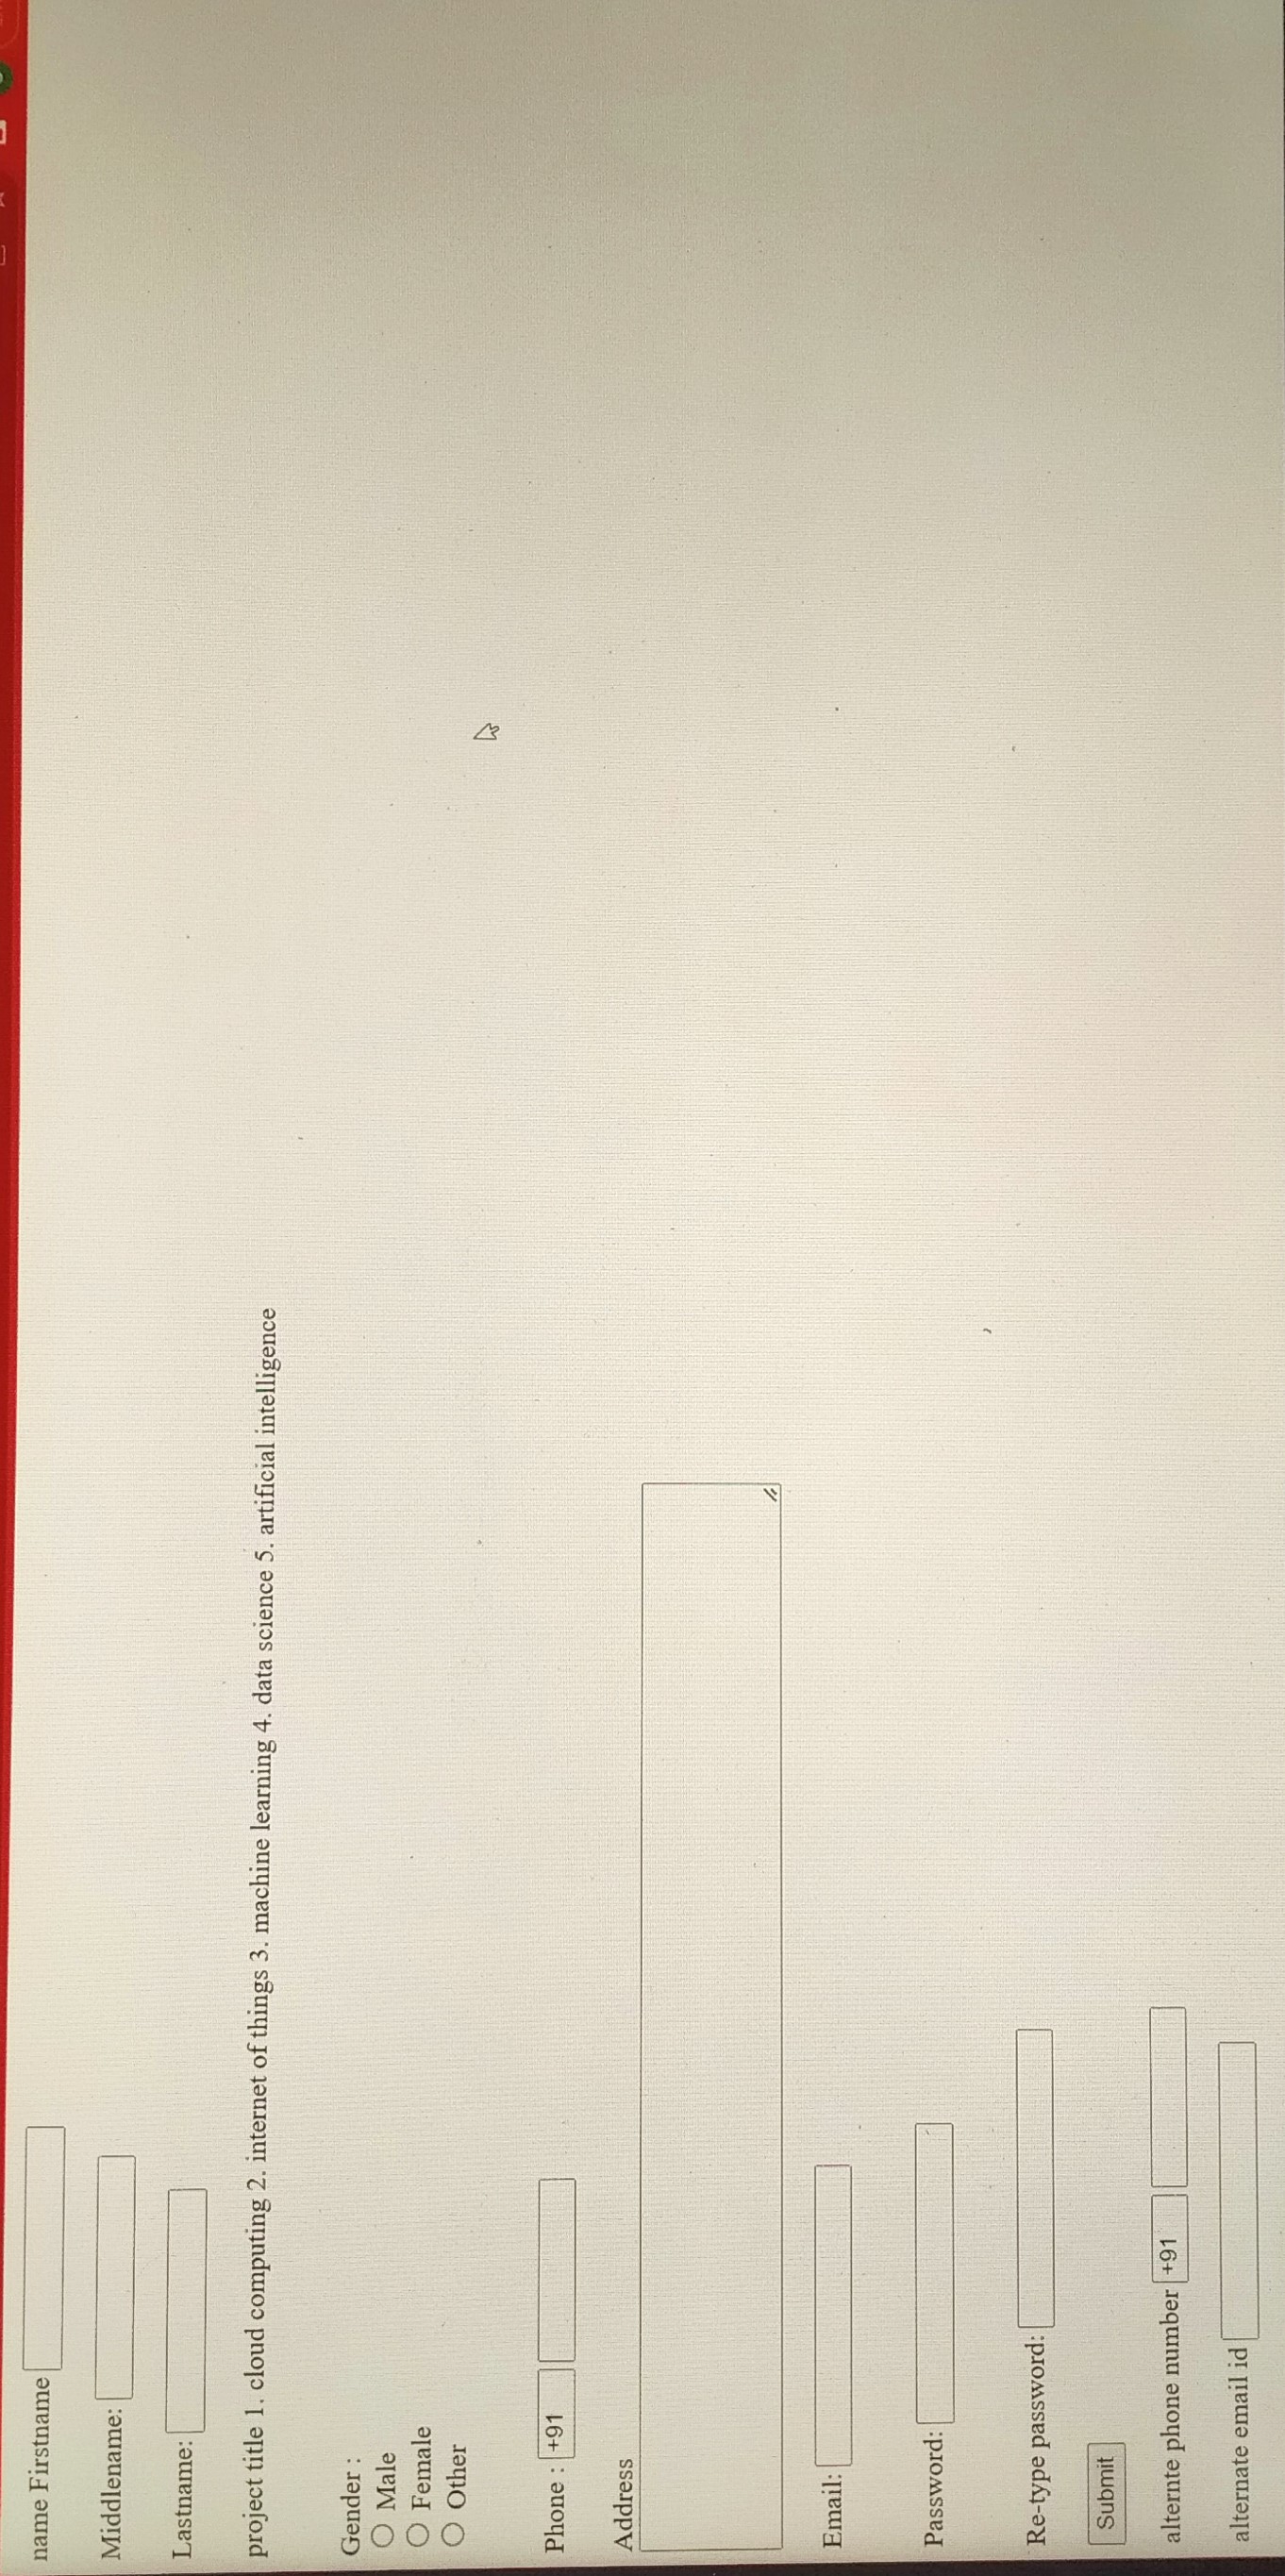 name Firstname
Middlename:
Lastname:
project title 1. cloud computing 2. internet of things 3. machine learning 4. data science 5. artificial intelligence
Gender :
Male
Female
Other
Phone : +91
Address
Email:
Password:
Re-type password:
Submit
alternte phone number +91
alternate email id